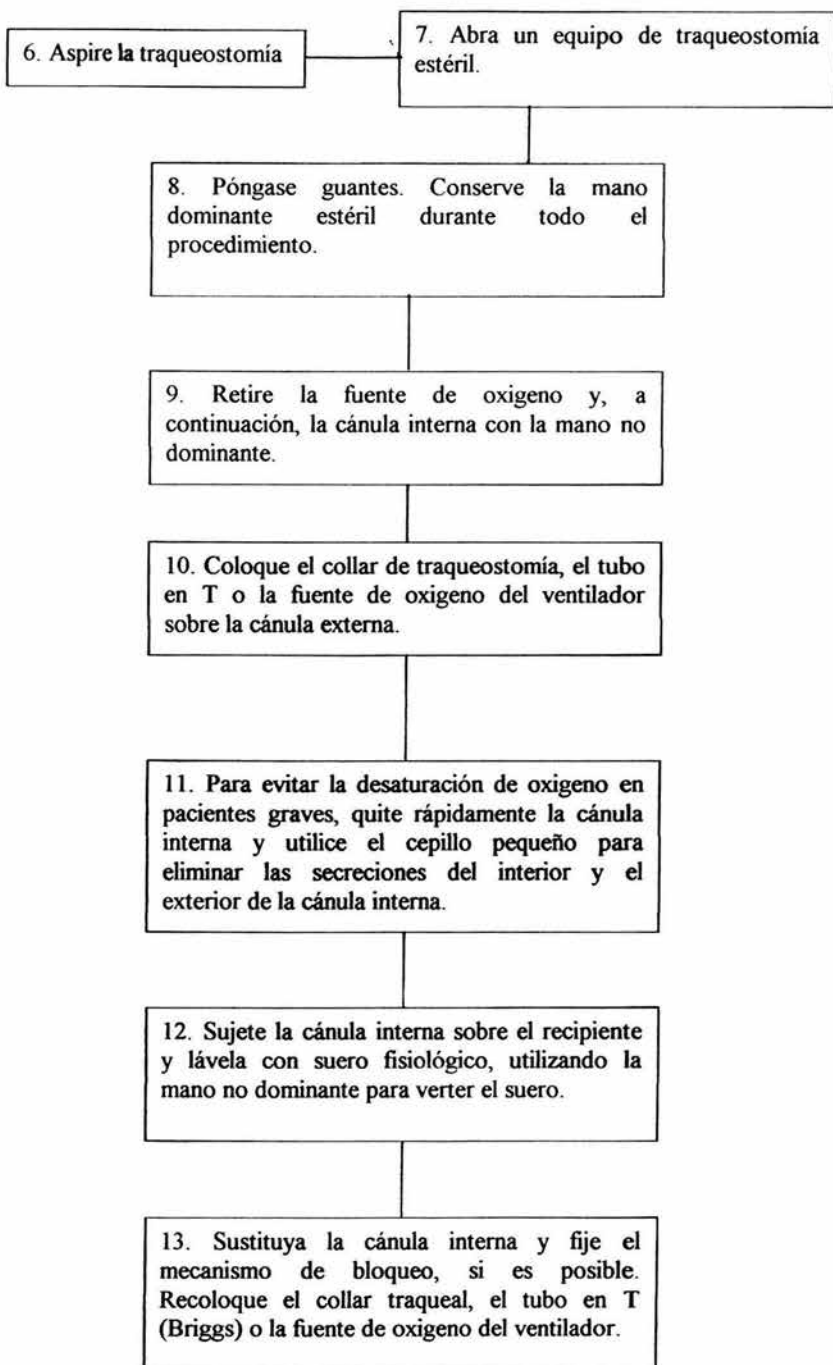 6. Aspire la traqueostomía
7. Abra un equipo de traqueostomía
estéril.
8. Póngase guantes. Conserve la mano
dominante estéril durante todo el
procedimiento.
9. Retire la fuente de oxigeno y, a
continuación, la cánula interna con la mano no
dominante.
10. Coloque el collar de traqueostomía, el tubo
en T o la fuente de oxigeno del ventilador
sobre la cánula externa.
11. Para evitar la desaturación de oxigeno en
pacientes graves, quite rápidamente la cánula
interna y utilice el cepillo pequeño para
eliminar las secreciones del interior y el
exterior de la cánula interna.
12. Sujete la cánula interna sobre el recipiente
y lávela con suero fisiológico, utilizando la
mano no dominante para verter el suero.
13. Sustituya la cánula interna y fije el
mecanismo de bloqueo, si es posible.
Recoloque el collar traqueal, el tubo en T
(Briggs) o la fuente de oxigeno del ventilador.